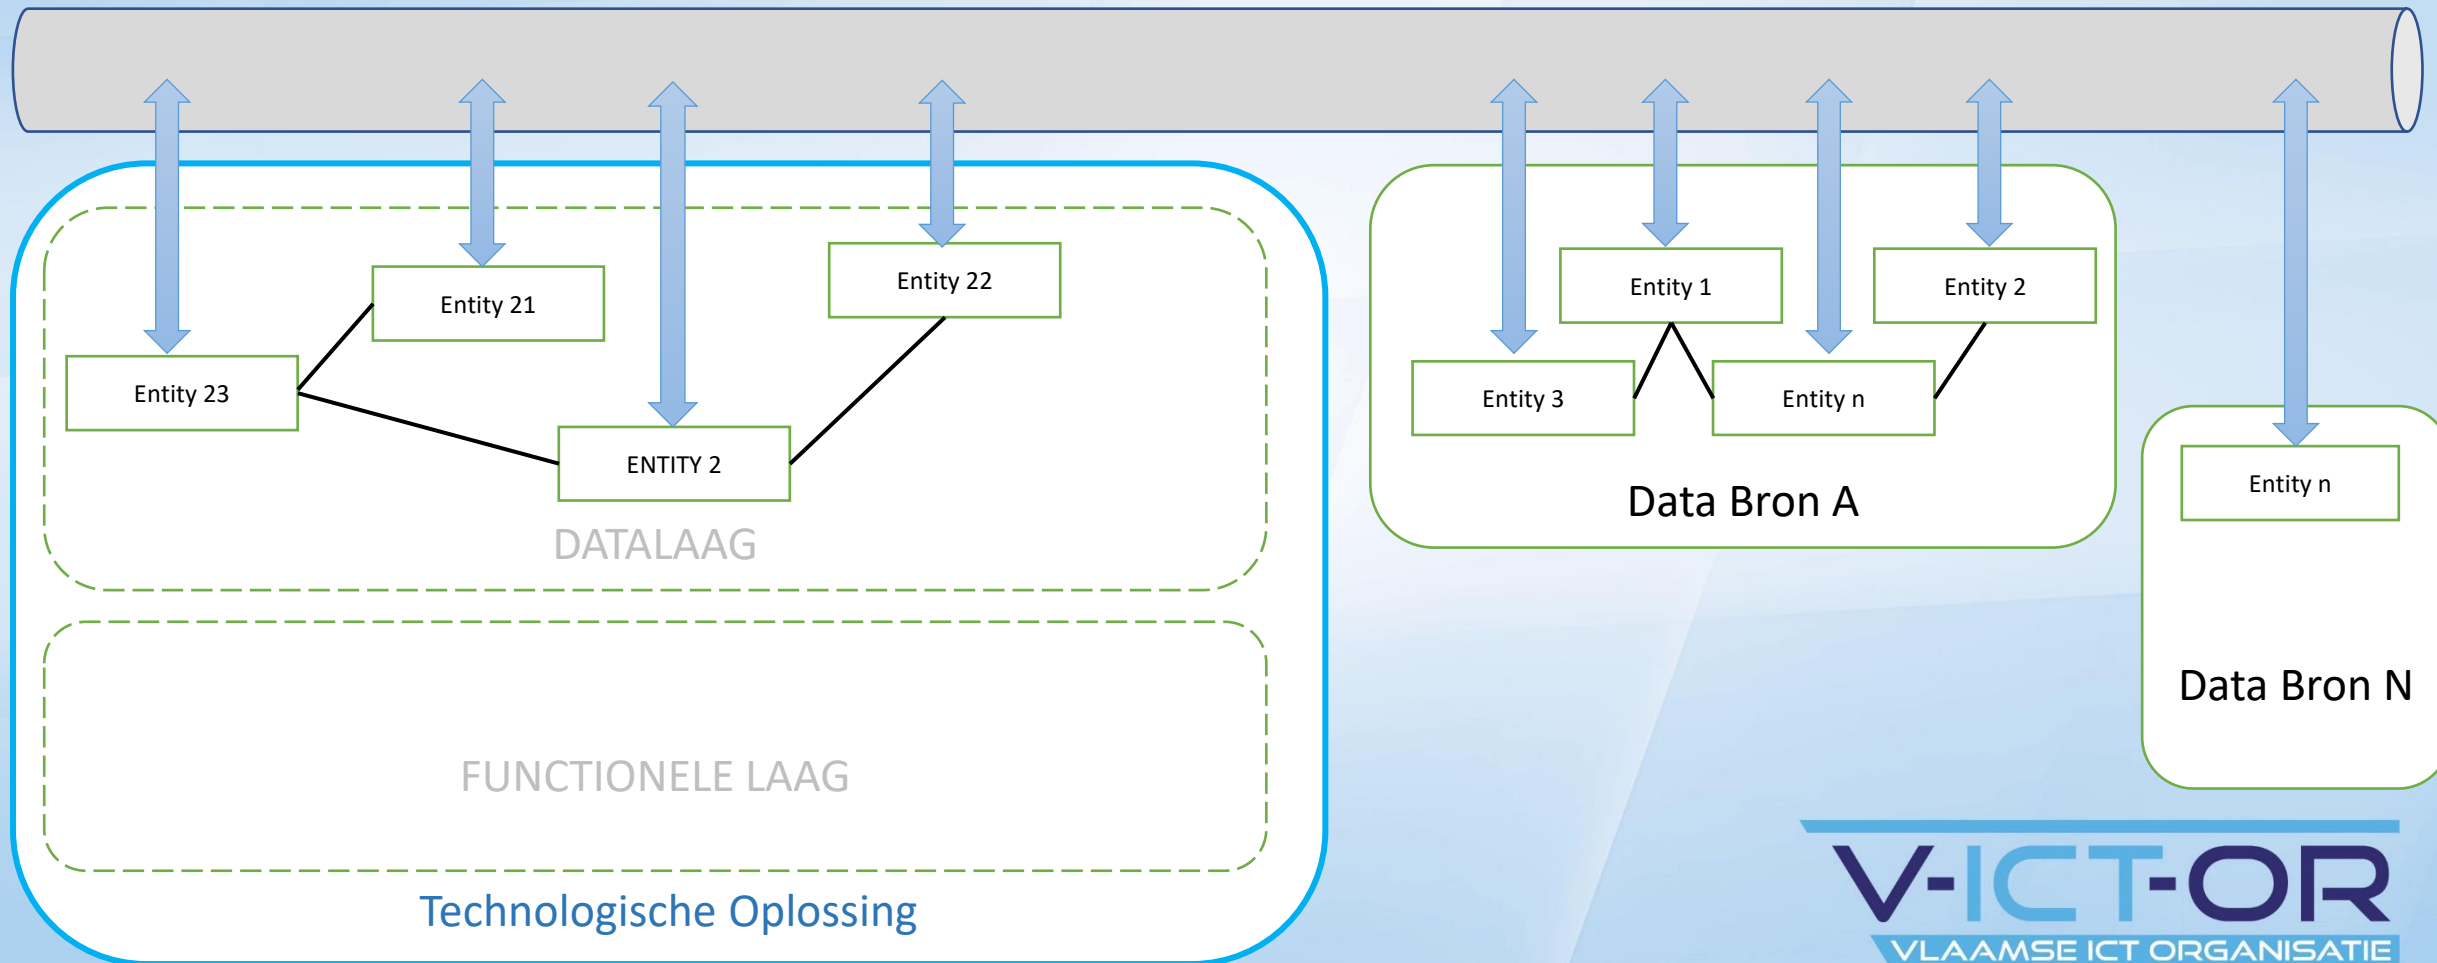 Entity 21
Entity 22
Entity 23
ENTITY 2
DATALAAG
FUNCTIONELE LAAG
Technologische Oplossing
Entity 1
Entity 2
Entity 3
Entity n
Data Bron A
Entity n
Data Bron N
V-ICT-OR
VLAAMSE ICT ORGANISATIE